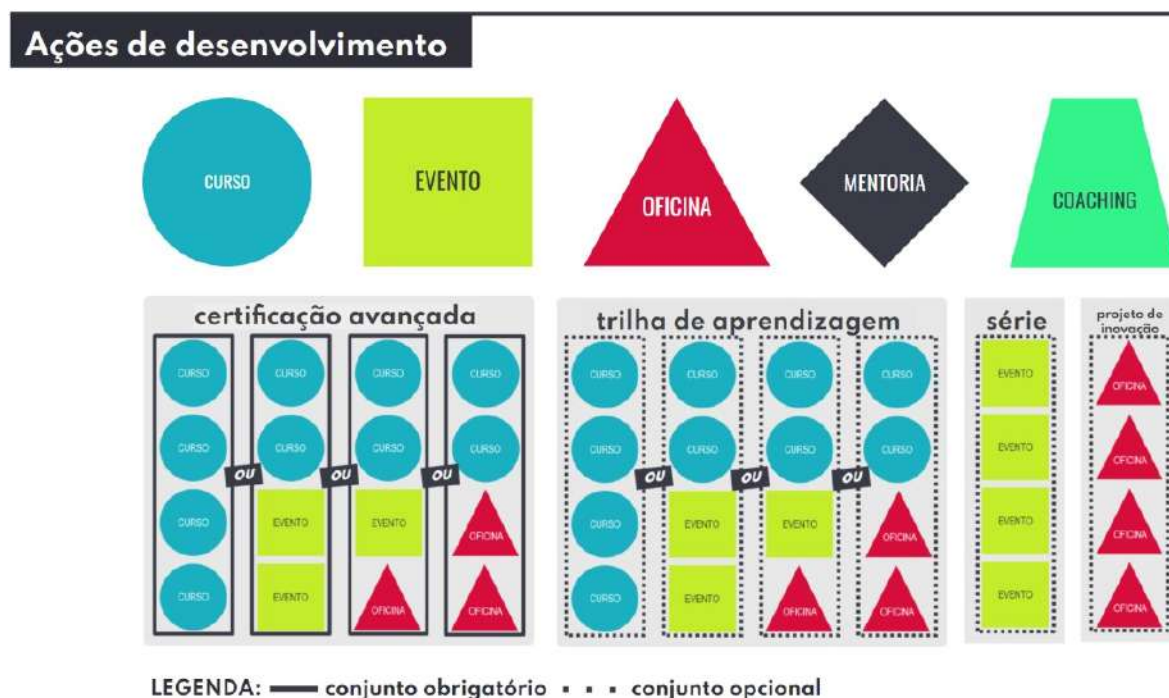 Ações de desenvolvimento
CURSO
EVENTO
OFICINA
MENTORIA
COACHING
certificação avançada
CURSO CURSO CURSO CURSO
CURSO CURSO CURSO CURSO
OU OU OU
CURSO EVENTO EVENTO OFICINA
CURSO EVENTO OFICINA OFICINA
trilha de aprendizagem
CURSO CURSO CURSO CURSO
CURSO CURSO CURSO CURSO
OU OU OU
CURSO EVENTO EVENTO OFICINA
CURSO EVENTO OFICINA OFICINA
série
EVENTO
EVENTO
EVENTO
EVENTO
projeto de
inovação
OFICINA
OFICINA
OFICINA
OFICINA
LEGENDA: conjunto obrigatório conjunto opcional